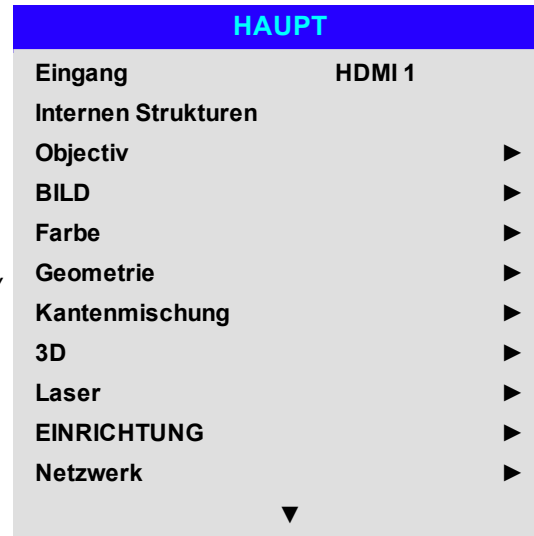 HAUPT
Eingang HDMI 1
Internen Strukturen
Objectiv ►
BILD ►
Farbe ►
Geometrie ►
Kantenmischung ►
3D ►
Laser ►
EINRICHTUNG ►
Netzwerk ►
▼